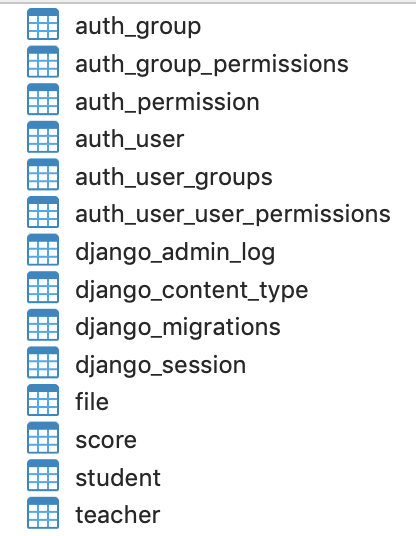 auth_group
auth_group_permissions
auth_permission
auth_user
auth_user_groups
auth_user_user_permissions
django_admin_log
django_content_type
django_migrations
django_session
file
score
student
teacher